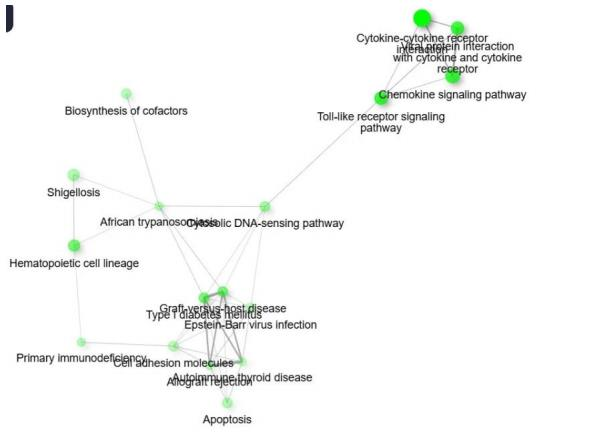 Cytokine-cytokine receptor
interaction
Viral protein interaction
with cytokine and cytokine
receptor
Chemokine signaling pathway
Toll-like receptor signaling
pathway
Biosynthesis of cofactors
Shigellosis
African trypanosomiasis
Cytosolic DNA-sensing pathway
Hematopoietic cell lineage
Graft-versus-host disease
Type I diabetes mellitus
Epstein-Barr virus infection
Primary immunodeficiency
Cell adhesion molecules
Autoimmune thyroid disease
Allograft rejection
Apoptosis